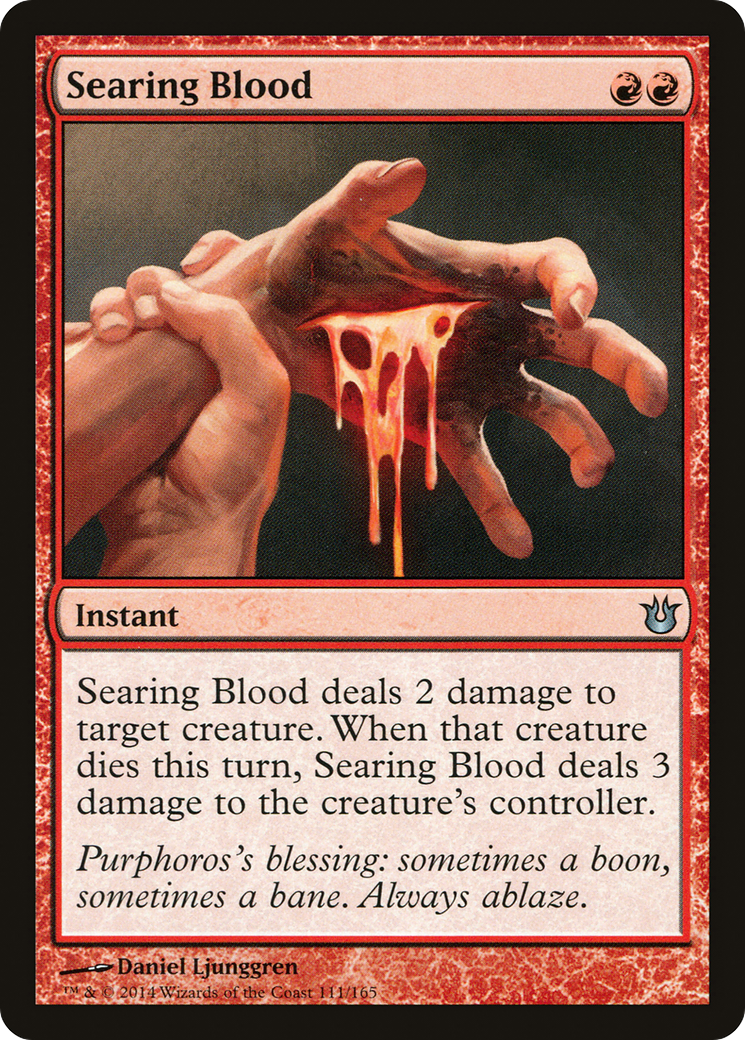 Searing Blood
Instant
Searing Blood deals 2 damage to
target creature. When that creature
dies this turn, Searing Blood deals 3
damage to the creature's controller.
Purphoros's blessing: sometimes a boon,
sometimes a bane. Always ablaze.
Daniel Ljunggren
™ & © 2014 Wizards of the Coast 111/165